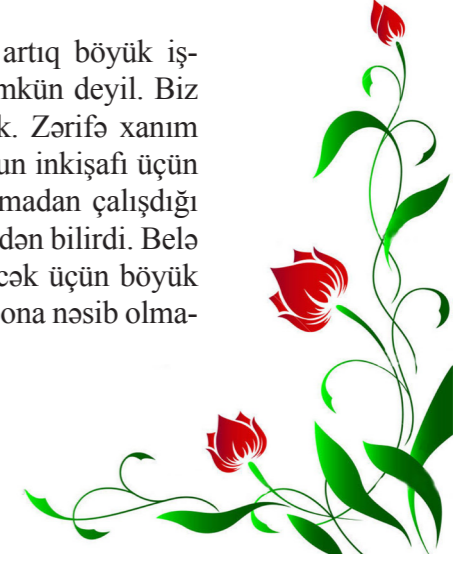 artıq böyük iş-
mkün deyil. Biz
k. Zərifə xanım
un inkişafı üçün
madan çalışdığı
dən bilirdi. Belə
cək üçün böyük
ona nəsib olma-